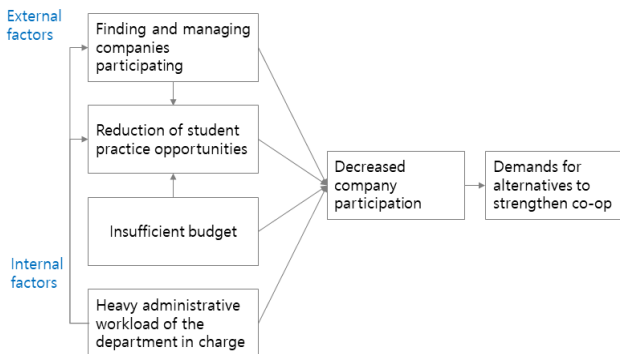 External
factors
Finding and managing
companies
participating
Reduction of student
practice opportunities
Decreased
company
participation
Demands for
alternatives to
strengthen co-op
Insufficient budget
Internal
factors
Heavy administrative
workload of the
department in charge